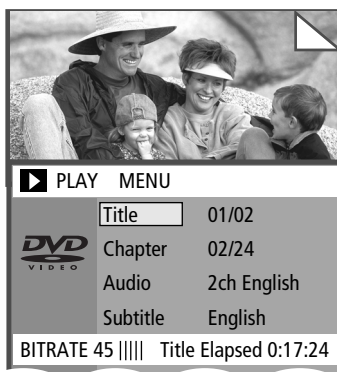 PLAY MENU
Title 01/02
DVD
VIDEO
Chapter 02/24
Audio 2ch English
Subtitle English
BITRATE 45 ||||| Title Elapsed 0:17:24